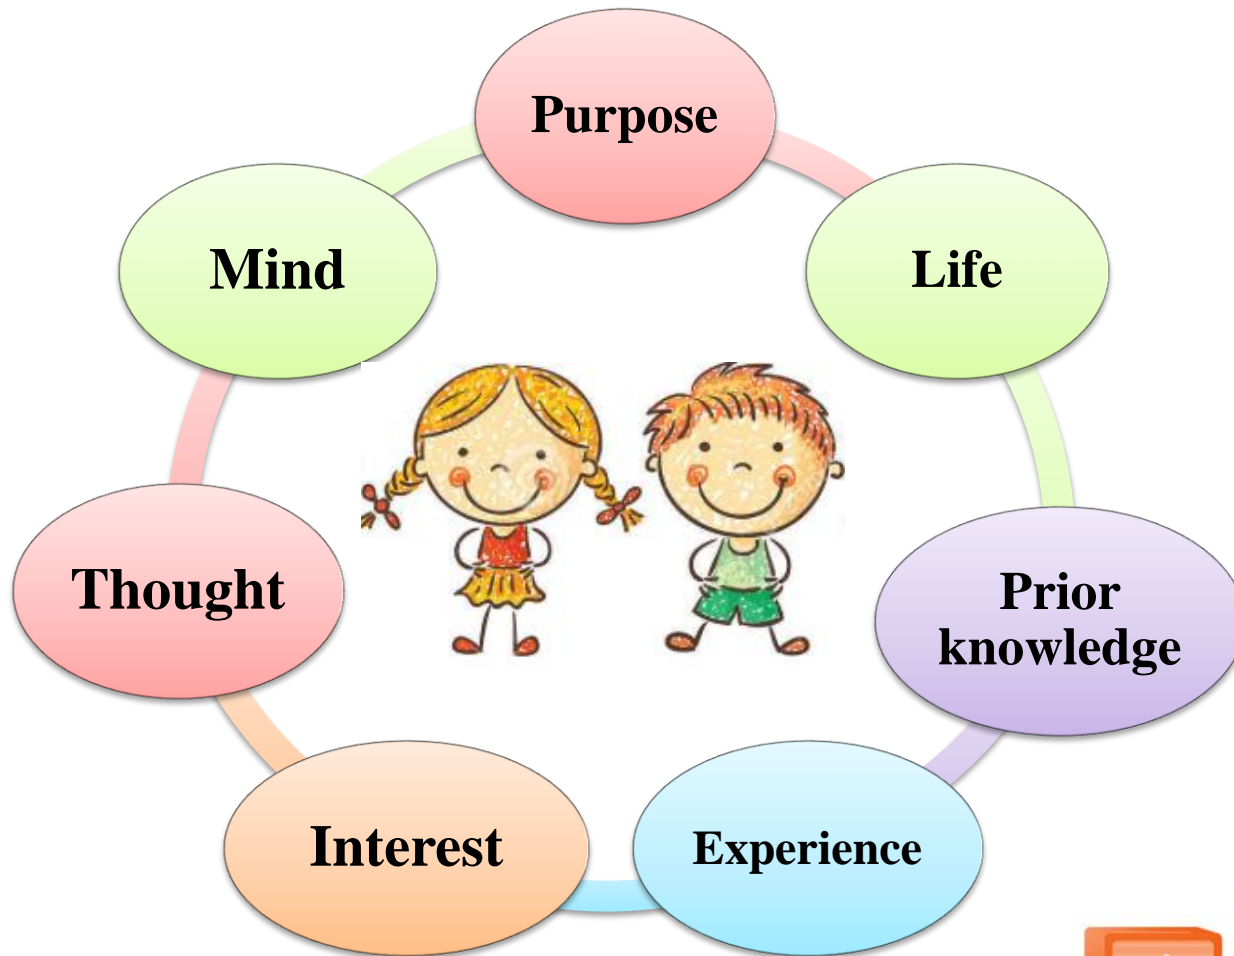 Purpose
Mind
Life
Thought
Prior
knowledge
Interest
Experience